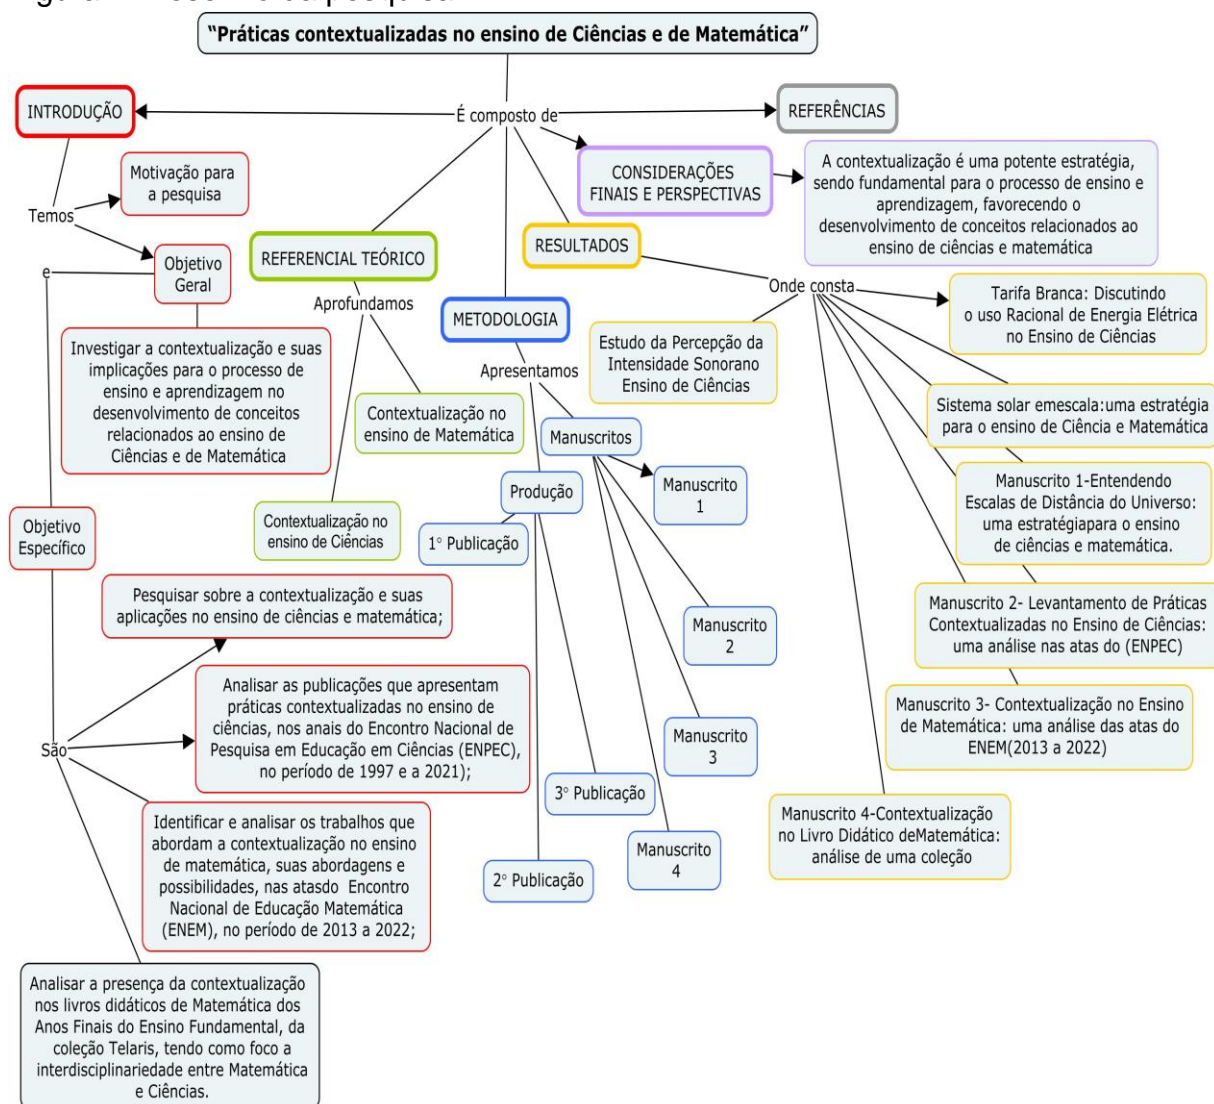 “Práticas contextualizadas no ensino de Ciências e de Matemática”
INTRODUÇÃO
É composto de
REFERÊNCIAS
Motivação para
a pesquisa
Temos
Objetivo
Geral
e
Investigar a contextualização e suas
implicações para o processo de
ensino e aprendizagem no
desenvolvimento de conceitos
relacionados ao ensino de
Ciências e de Matemática
Objetivo
Específico
São
Pesquisar sobre a contextualização e suas
aplicações no ensino de ciências e matemática;
Analisar as publicações que apresentam
práticas contextualizadas no ensino de
ciências, nos anais do Encontro Nacional de
Pesquisa em Educação em Ciências (ENPEC),
no período de 1997 e a 2021);
Identificar e analisar os trabalhos que
abordam a contextualização no ensino
de matemática, suas abordagens e
possibilidades, nas atasdo Encontro
Nacional de Educação Matemática
(ENEM), no período de 2013 a 2022;
Analisar a presença da contextualização
nos livros didáticos de Matemática dos
Anos Finais do Ensino Fundamental, da
coleção Telaris, tendo como foco a
interdisciplinariedade entre Matemática
e Ciências.
REFERENCIAL TEÓRICO
Aprofundamos
Contextualização no
ensino de Matemática
Contextualização no
ensino de Ciências
METODOLOGIA
Apresentamos
Manuscritos
Manuscrito
1
Manuscrito
2
Manuscrito
3
Manuscrito
4
Produção
1° Publicação
3° Publicação
2° Publicação
CONSIDERAÇÕES
FINAIS E PERSPECTIVAS
A contextualização é uma potente estratégia,
sendo fundamental para o processo de ensino e
aprendizagem, favorecendo o
desenvolvimento de conceitos relacionados ao
ensino de ciências e matemática
RESULTADOS
Onde consta
Estudo da Percepção da
Intensidade Sonorano
Ensino de Ciências
Tarifa Branca: Discutindo
o uso Racional de Energia Elétrica
no Ensino de Ciências
Sistema solar emescala:uma estratégia
para o ensino de Ciência e Matemática
Manuscrito 1-Entendendo
Escalas de Distância do Universo:
uma estratégiapara o ensino
de ciências e matemática.
Manuscrito 2- Levantamento de Práticas
Contextualizadas no Ensino de Ciências:
uma análise nas atas do (ENPEC)
Manuscrito 3- Contextualização no Ensino
de Matemática: uma análise das atas do
ENEM(2013 a 2022)
Manuscrito 4-Contextualização
no Livro Didático deMatemática:
análise de uma coleção